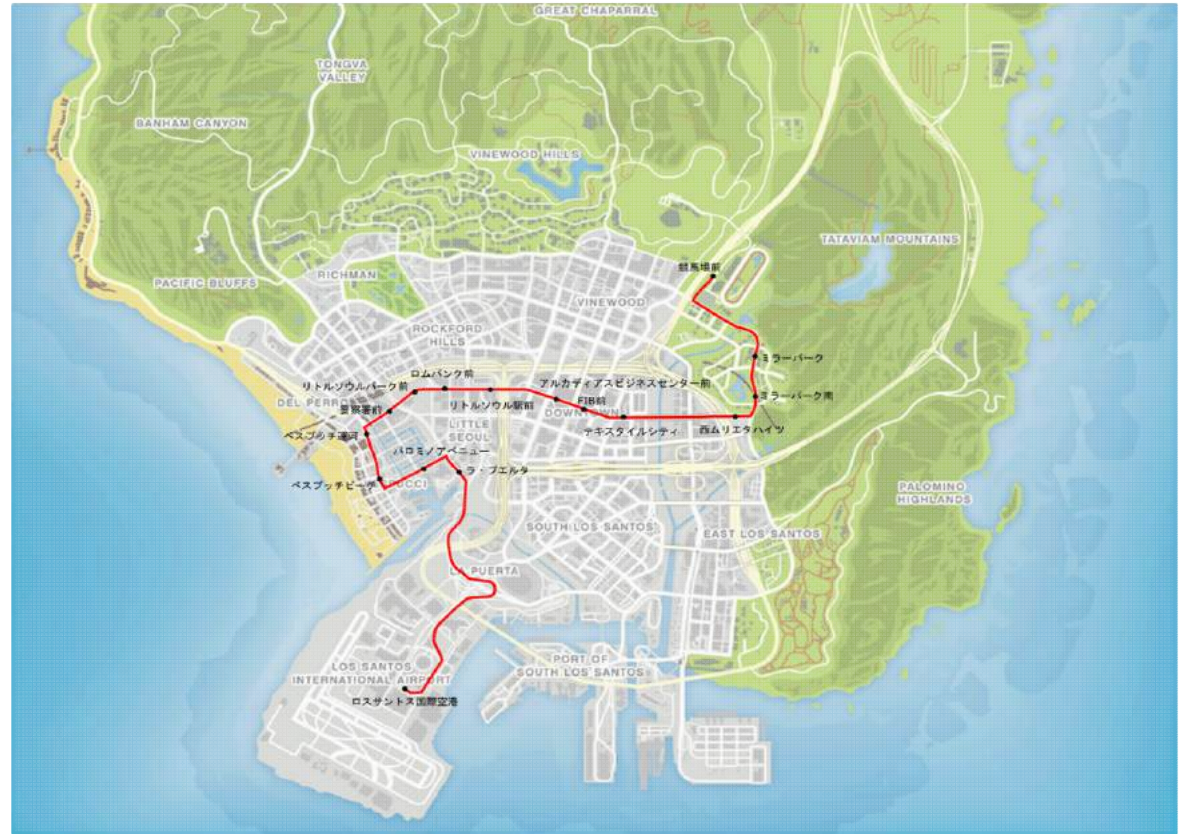 GREAT CHAPARRAL
TONGVA
VALLEY
BANHAM CANYON
VINEWOOD HILLS
TATAVIAM MOUNTAINS
競馬場前
RICHMAN
PACIFIC BLUFFS
VINEWOOD
ROCKFORD
HILLS
ミラーパーク
ロムバンク前
アルカディアスビジネスセンター前
リトルソウルパーク前
ミラーパーク南
DEL PERRO
FIB前
リトルソウル駅前
警察署前
DOWNTOWN
テキスタイルシティ
西ムリエタハイツ
LITTLE
SEOUL
ベスプッチ運河
パロミノアベニュー
ラ・プエルタ
ベスプッチビーチ
PUCCI
PALOMINO
HIGHLANDS
SOUTH LOS SANTOS
EAST LOS SANTOS
LA PUERTA
LOS SANTOS
INTERNATIONAL AIRPORT
PORT OF
SOUTH LOS SANTOS
ロスサントス国際空港